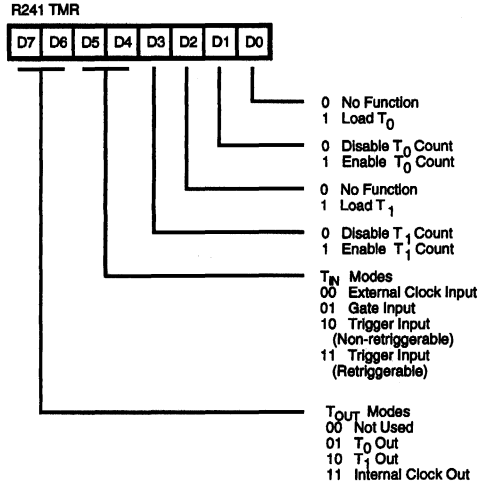 R241 TMR
D7 D6 D5 D4 D3 D2 D1 D0
0 No Function
1 Load T0
0 Disable T0 Count
1 Enable T0 Count
0 No Function
1 Load T1
0 Disable T1 Count
1 Enable T1 Count
TIN Modes
00 External Clock Input
01 Gate Input
10 Trigger Input
(Non-retriggerable)
11 Trigger Input
(Retriggerable)
TOUT Modes
00 Not Used
01 T0 Out
10 T1 Out
11 Internal Clock Out